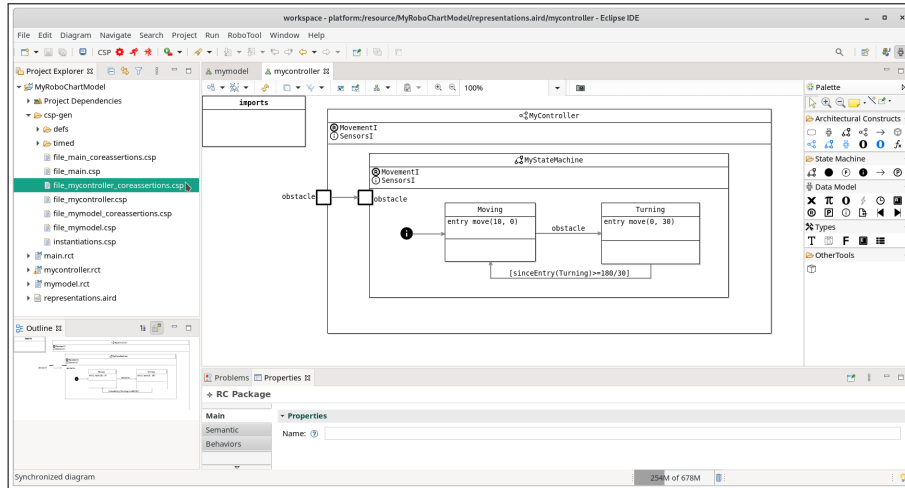 workspace - platform:/resource/MyRoboChartModel/representations.aird/mycontroller - Eclipse IDE
File Edit Diagram Navigate Search Project Run RoboTool Window Help
CSP
Project Explorer
mymodel
mycontroller
MyRoboChartModel
Project Dependencies
csp-gen
defs
timed
file_main_coreassertions.csp
file_main.csp
file_mycontroller_coreassertions.csp
file_mycontroller.csp
file_mymodel_coreassertions.csp
file_mymodel.csp
instantiations.csp
main.rct
mycontroller.rct
mymodel.rct
representations.aird
Outline
100%
imports
MyController
MovementI
SensorsI
MyStateMachine
MovementI
SensorsI
obstacle
obstacle
Moving
entry move(10, 0)
obstacle
Turning
entry move(0, 30)
i
[sinceEntry(Turning)>=180/30]
Palette
Architectural Constructs
State Machine
Data Model
Types
OtherTools
Problems
Properties
RC Package
Main
Semantic
Behaviors
Properties
Name:
Synchronized diagram
254M of 678M